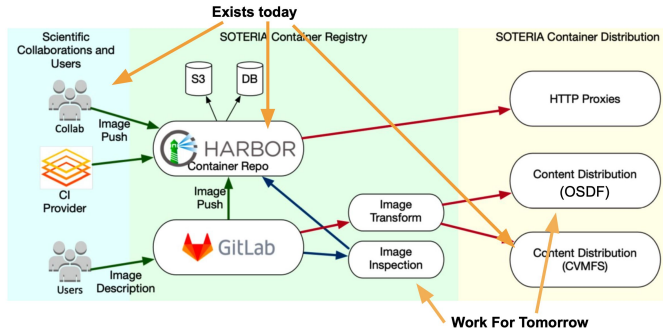 Exists today
Scientific
Collaborations and
Users
SOTERIA Container Registry
SOTERIA Container Distribution
S3
DB
Collab
Image
Push
HARBOR
Container Repo
HTTP Proxies
CI
Provider
Image
Push
Image
Transform
Content Distribution
(OSDF)
GitLab
Image
Inspection
Content Distribution
(CVMFS)
Users
Image
Description
Work For Tomorrow